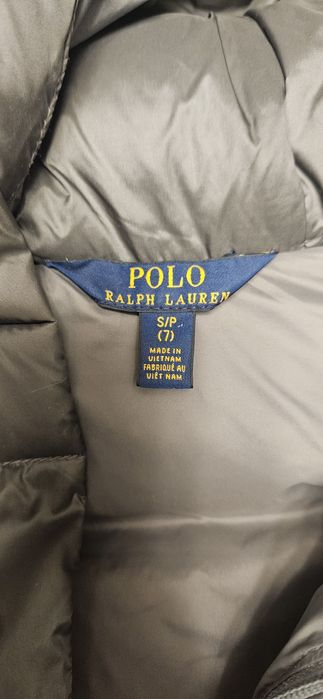 POLO
RALPH LAUREN
S/P
(7)
MADE IN
VIETNAM
FABRIQUÉ AU
VIÊT NAM